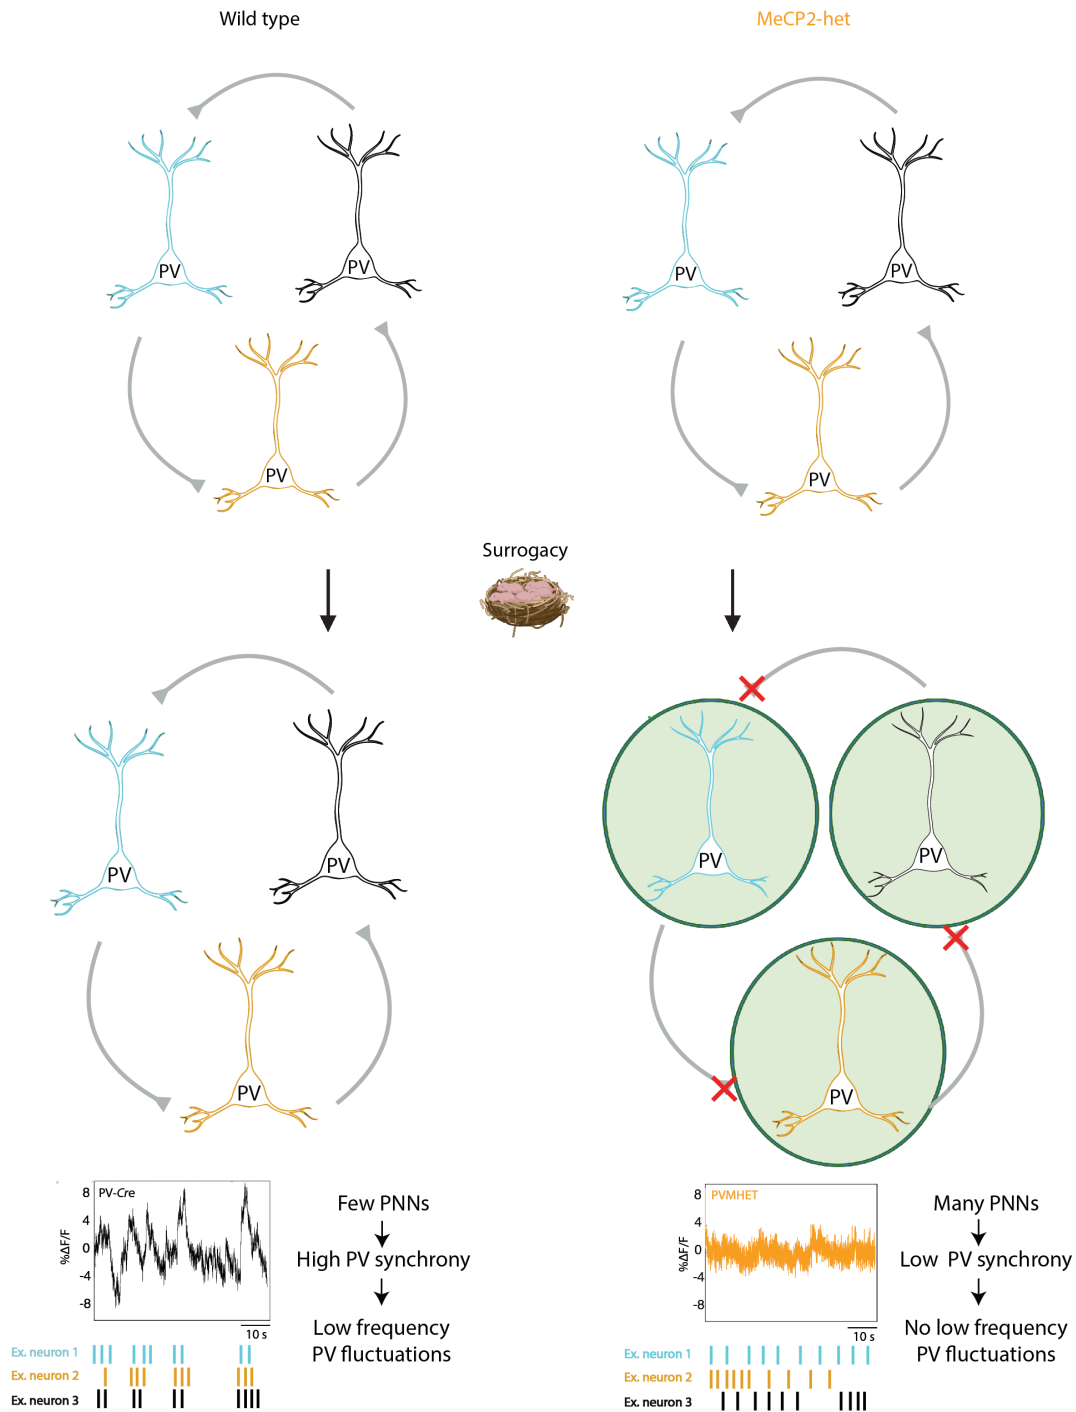 Wild type
MeCP2-het
PV
PV
PV
PV
PV
PV
Surrogacy
PV
PV
PV
PV
PV
PV
PV-Cre
8
4
0
-4
-8
%ΔF/F
10 s
Few PNNs
High PV synchrony
Low frequency
PV fluctuations
Ex. neuron 1
Ex. neuron 2
Ex. neuron 3
PVMHET
8
4
0
-4
-8
%ΔF/F
10 s
Many PNNs
Low PV synchrony
No low frequency
PV fluctuations
Ex. neuron 1
Ex. neuron 2
Ex. neuron 3